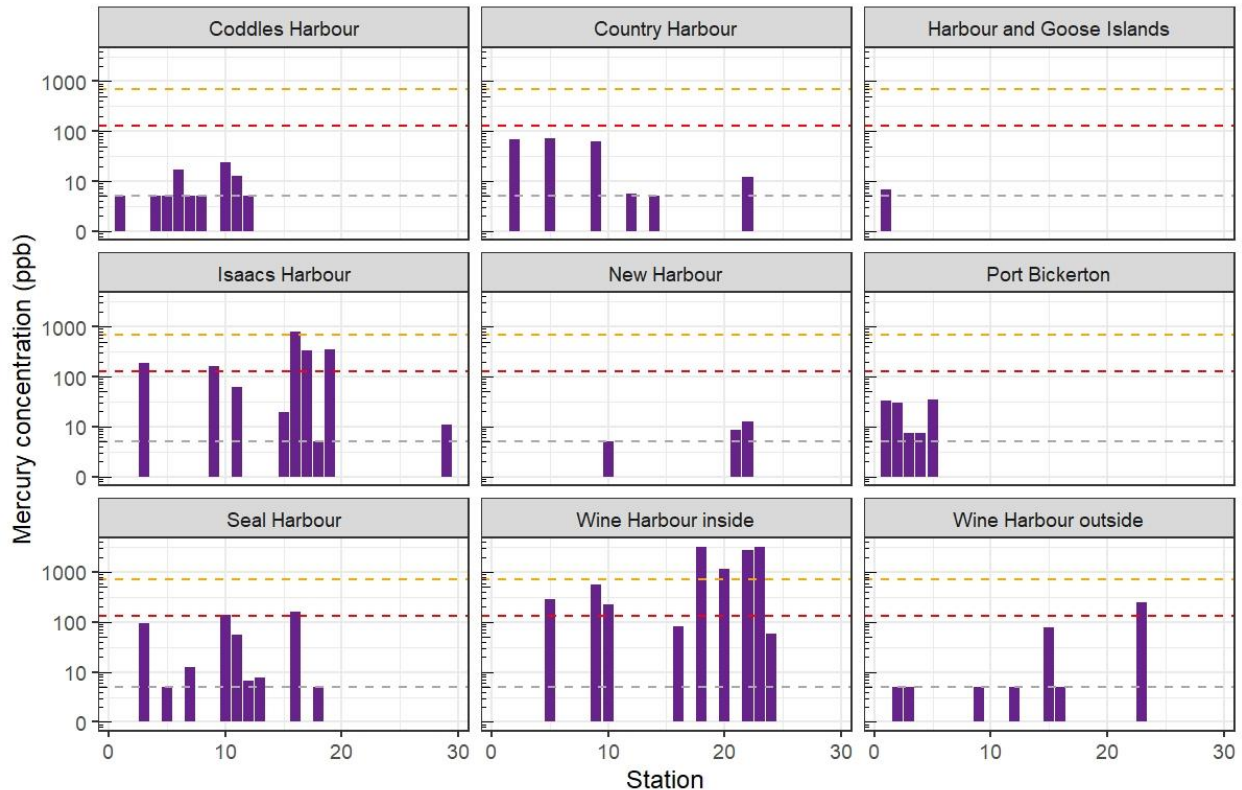 Coddles Harbour
Country Harbour
Harbour and Goose Islands
1000
100
10
0
Isaacs Harbour
New Harbour
Port Bickerton
1000
100
10
0
Seal Harbour
Wine Harbour inside
Wine Harbour outside
1000
100
10
0
0 10 20 30
0 10 20 30
0 10 20 30
Mercury concentration (ppb)
Station